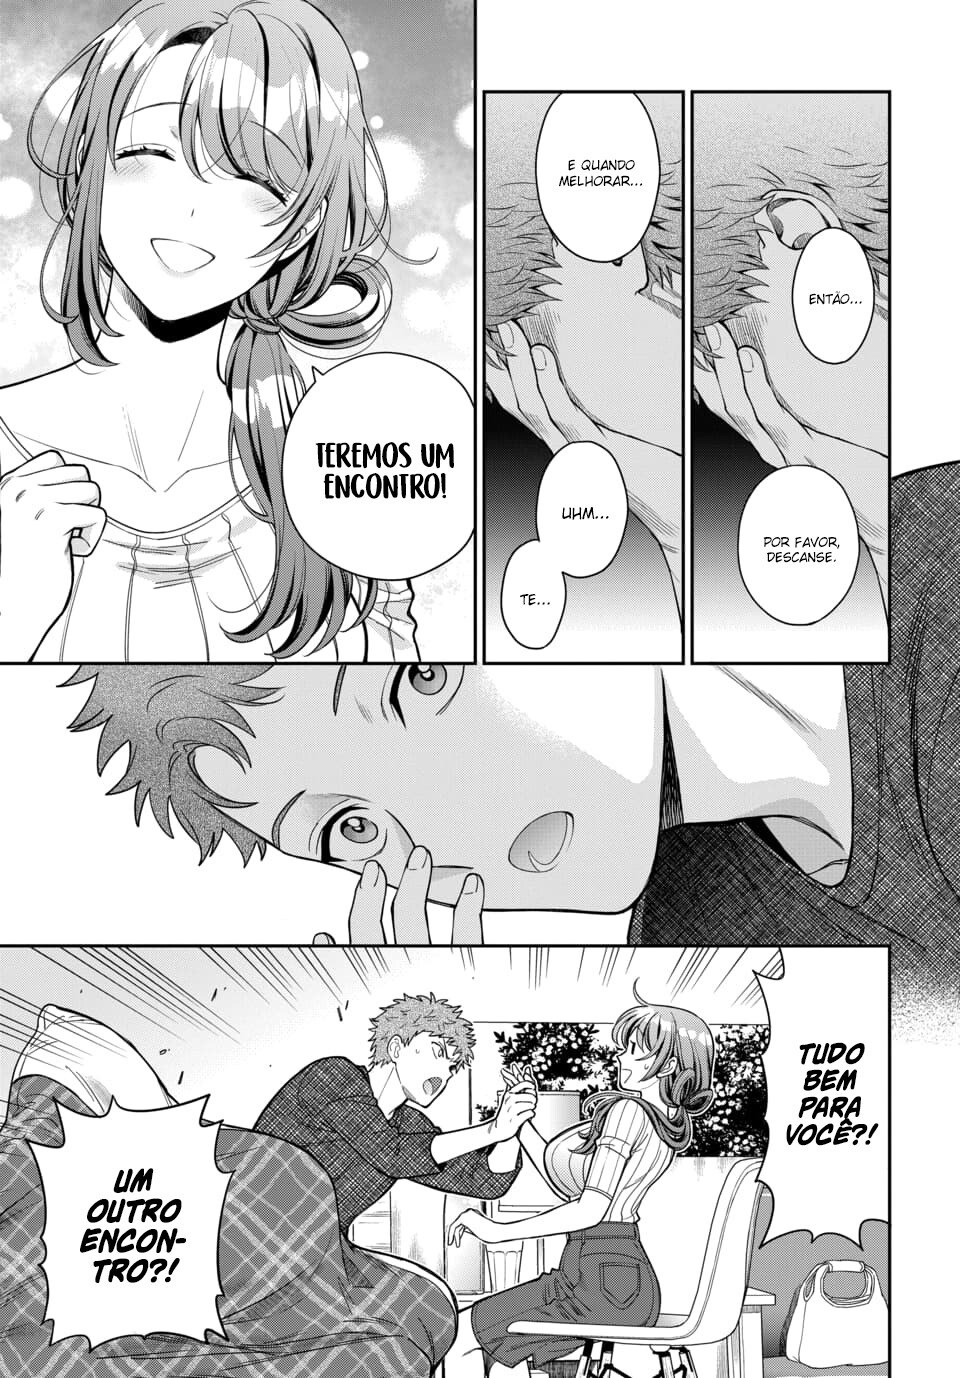 ENTÃO...
POR FAVOR,
DESCANSE.
E QUANDO
MELHORAR...
UHM...
TE...
TEREMOS UM
ENCONTRO!
TUDO
BEM
PARA
VOCÊ?!
UM
OUTRO
ENCON-
TRO?!